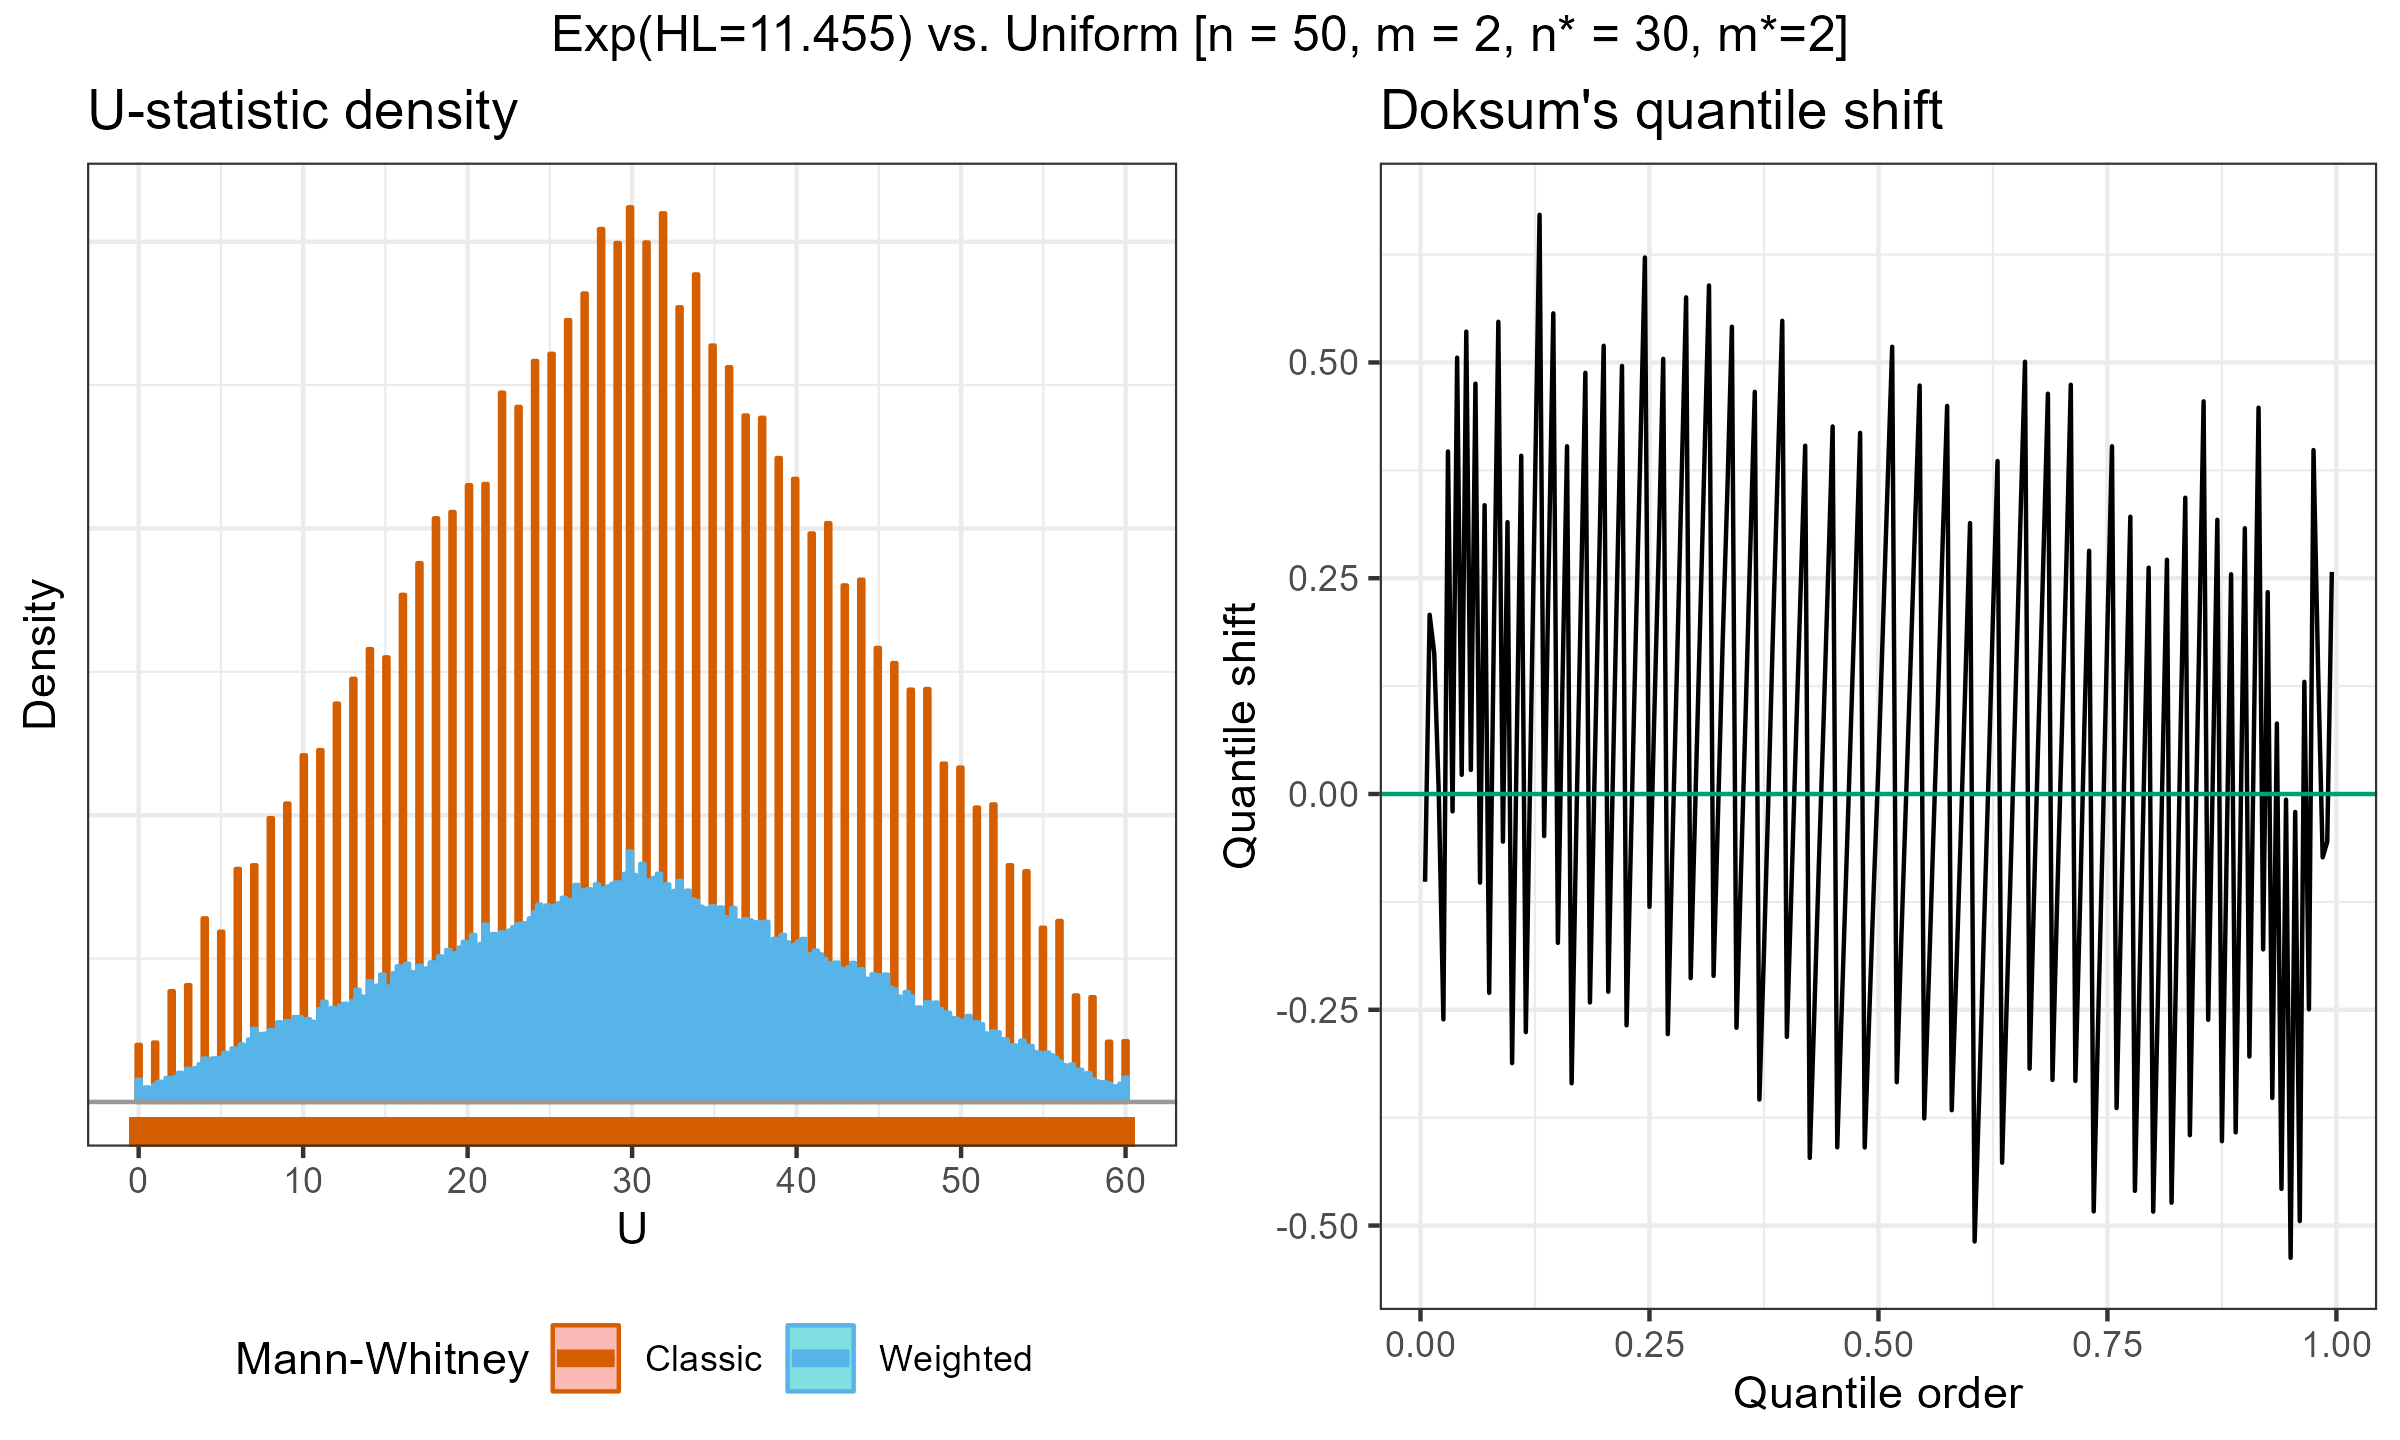 Exp(HL=11.455) vs. Uniform [n = 50, m = 2, n* = 30, m*=2]
U-statistic density
Density
0 10 20 30 40 50 60
U
Mann-Whitney Classic Weighted
Doksum's quantile shift
Quantile shift
0.50
0.25
0.00
-0.25
-0.50
0.00 0.25 0.50 0.75 1.00
Quantile order